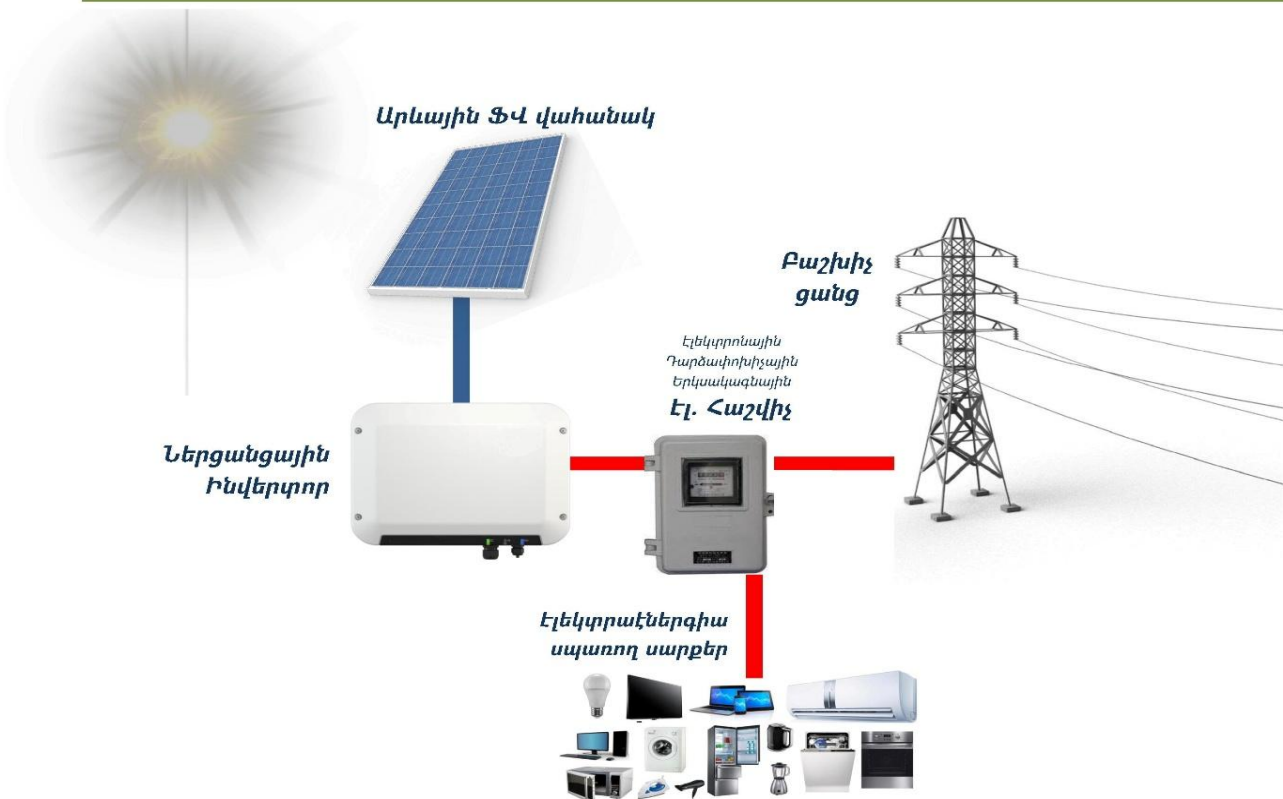 Արևային ՖՎ վահանակ
Բաշխիչ
ցանց
Էլեկտրոնային
Դարձափոխիչային
Երկսակագնային
Էլ. Հաշվիչ
Ներցանցային
Ինվերտոր
Էլեկտրաէներգիա
սպառող սարքեր